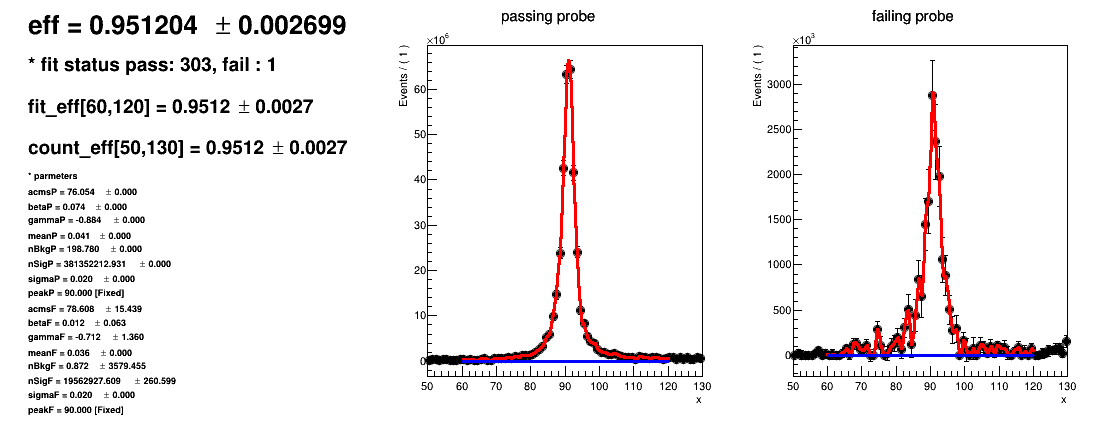 eff = 0.951204 ± 0.002699
* fit status pass: 303, fail : 1
fit_eff[60,120] = 0.9512 ± 0.0027
count_eff[50,130] = 0.9512 ± 0.0027
* parmeters
acmsP = 76.054 ± 0.000
betaP = 0.074 ± 0.000
gammaP = -0.884 ± 0.000
meanP = 0.041 ± 0.000
nBkgP = 198.780 ± 0.000
nSigP = 381352212.931 ± 0.000
sigmaP = 0.020 ± 0.000
peakP = 90.000 [Fixed]
acmsF = 78.608 ± 15.439
betaF = 0.012 ± 0.063
gammaF = -0.712 ± 1.360
meanF = 0.036 ± 0.000
nBkgF = 0.872 ± 3579.455
nSigF = 19562927.609 ± 260.599
sigmaF = 0.020 ± 0.000
peakF = 90.000 [Fixed]
passing probe
×10⁶
Events / ( 1 )
60
50
40
30
20
10
0
50 60 70 80 90 100 110 120 130
x
failing probe
×10³
Events / ( 1 )
3000
2500
2000
1500
1000
500
0
50 60 70 80 90 100 110 120 130
x